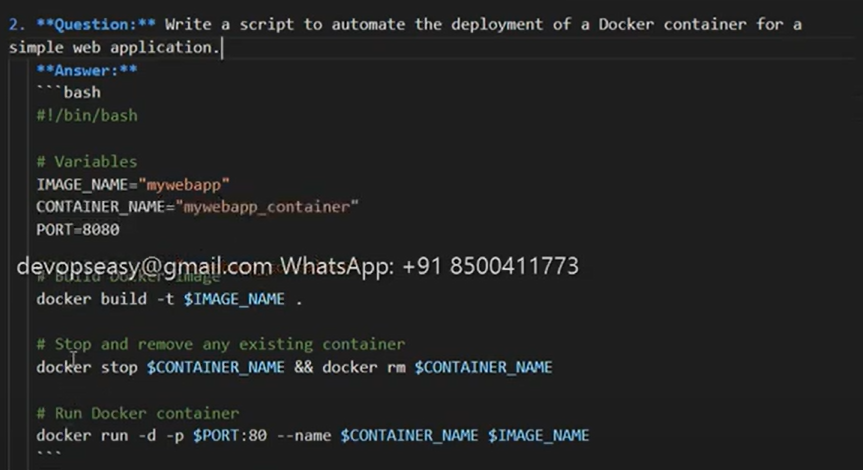 2. **Question:** Write a script to automate the deployment of a Docker container for a
simple web application.
**Answer:**
```bash
#!/bin/bash
# Variables
IMAGE_NAME="mywebapp"
CONTAINER_NAME="mywebapp_container"
PORT=8080
devopseasy@gmail.com WhatsApp: +91 8500411773
# Build Docker image
docker build -t $IMAGE_NAME .
# Stop and remove any existing container
docker stop $CONTAINER_NAME && docker rm $CONTAINER_NAME
# Run Docker container
docker run -d -p $PORT:80 --name $CONTAINER_NAME $IMAGE_NAME
```